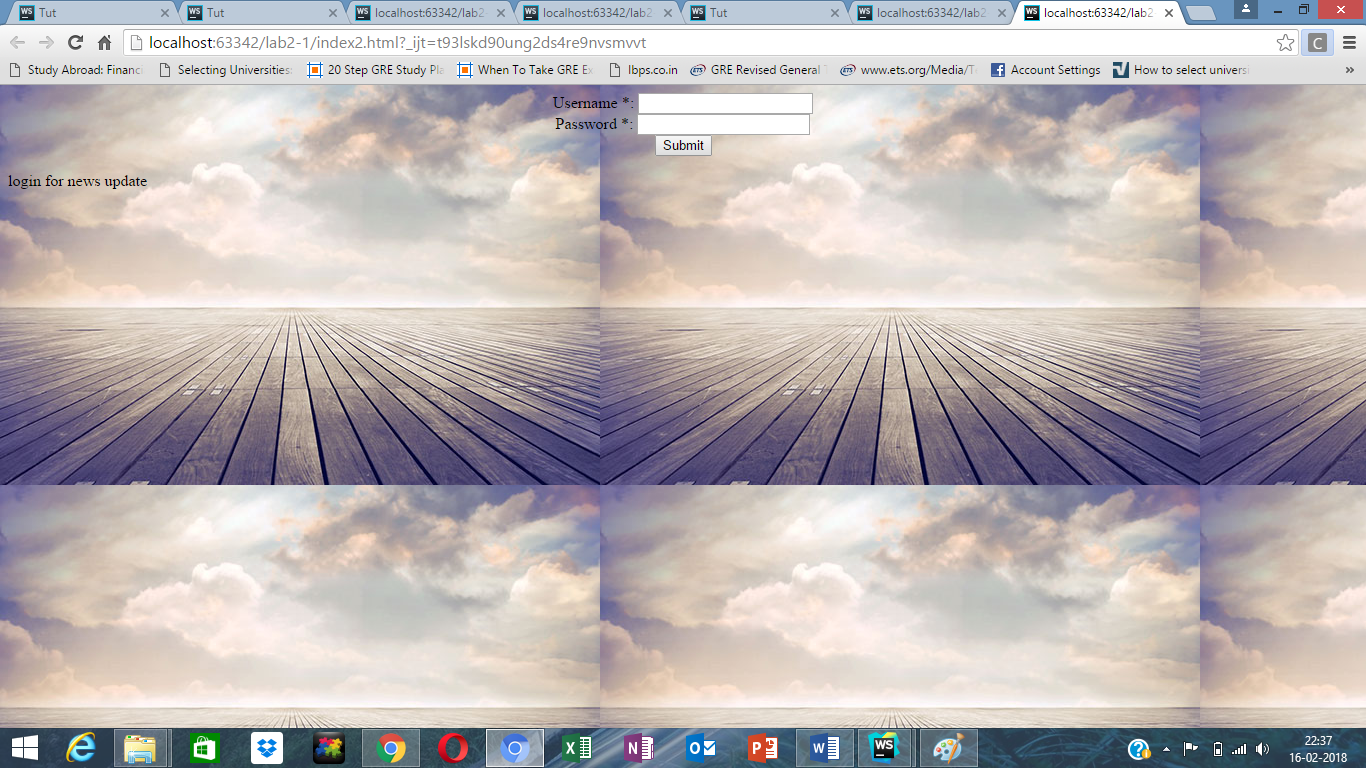 Tut Tut localhost:63342/lab2 localhost:63342/lab2 Tut localhost:63342/lab2 localhost:63342/lab2
localhost:63342/lab2-1/index2.html?_ijt=t93lskd90ung2ds4re9nvsmvvt
Study Abroad: Financi Selecting Universities: 20 Step GRE Study Pla When To Take GRE Ex Ibps.co.in GRE Revised General T www.ets.org/Media/T Account Settings How to select universi »
Username *:
Password *:
Submit
login for news update
22:37
16-02-2018